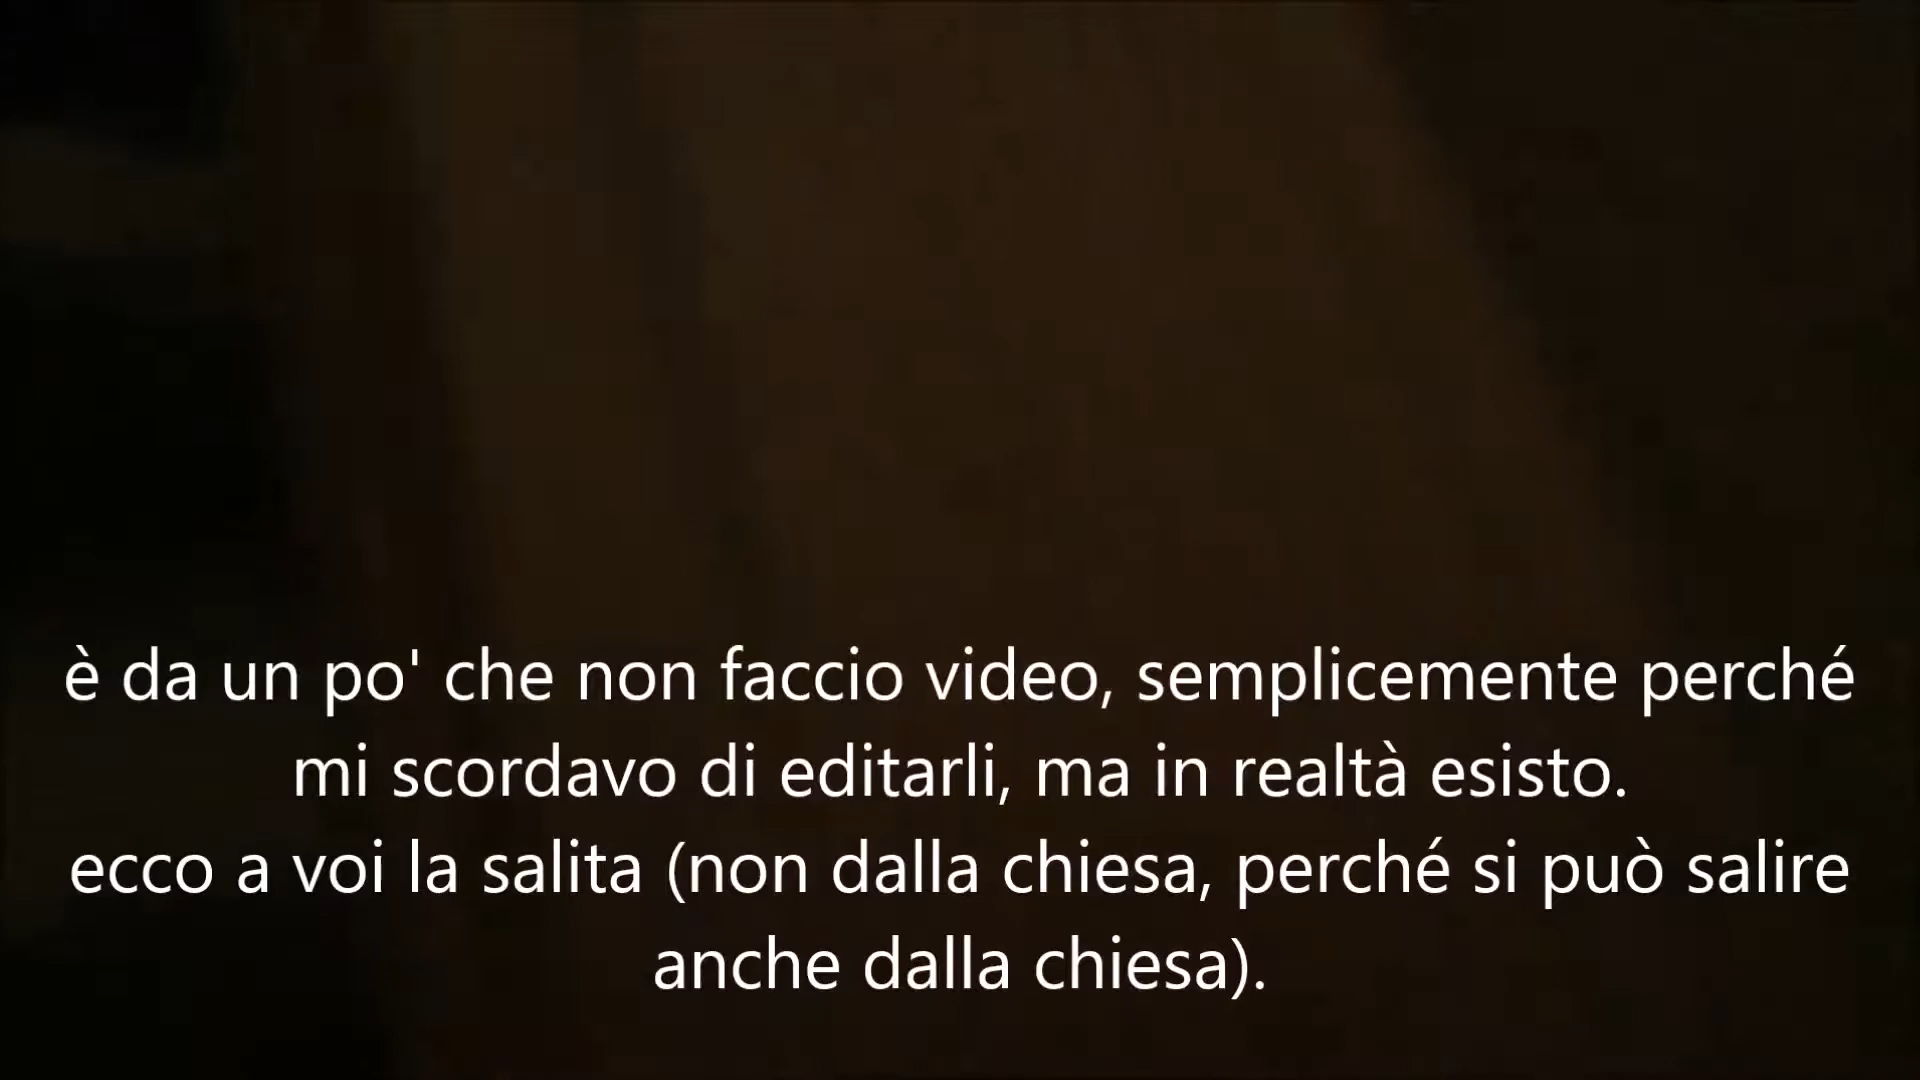 è da un po' che non faccio video, semplicemente perché
mi scordavo di editarli, ma in realtà esisto.
ecco a voi la salita (non dalla chiesa, perché si può salire
anche dalla chiesa).